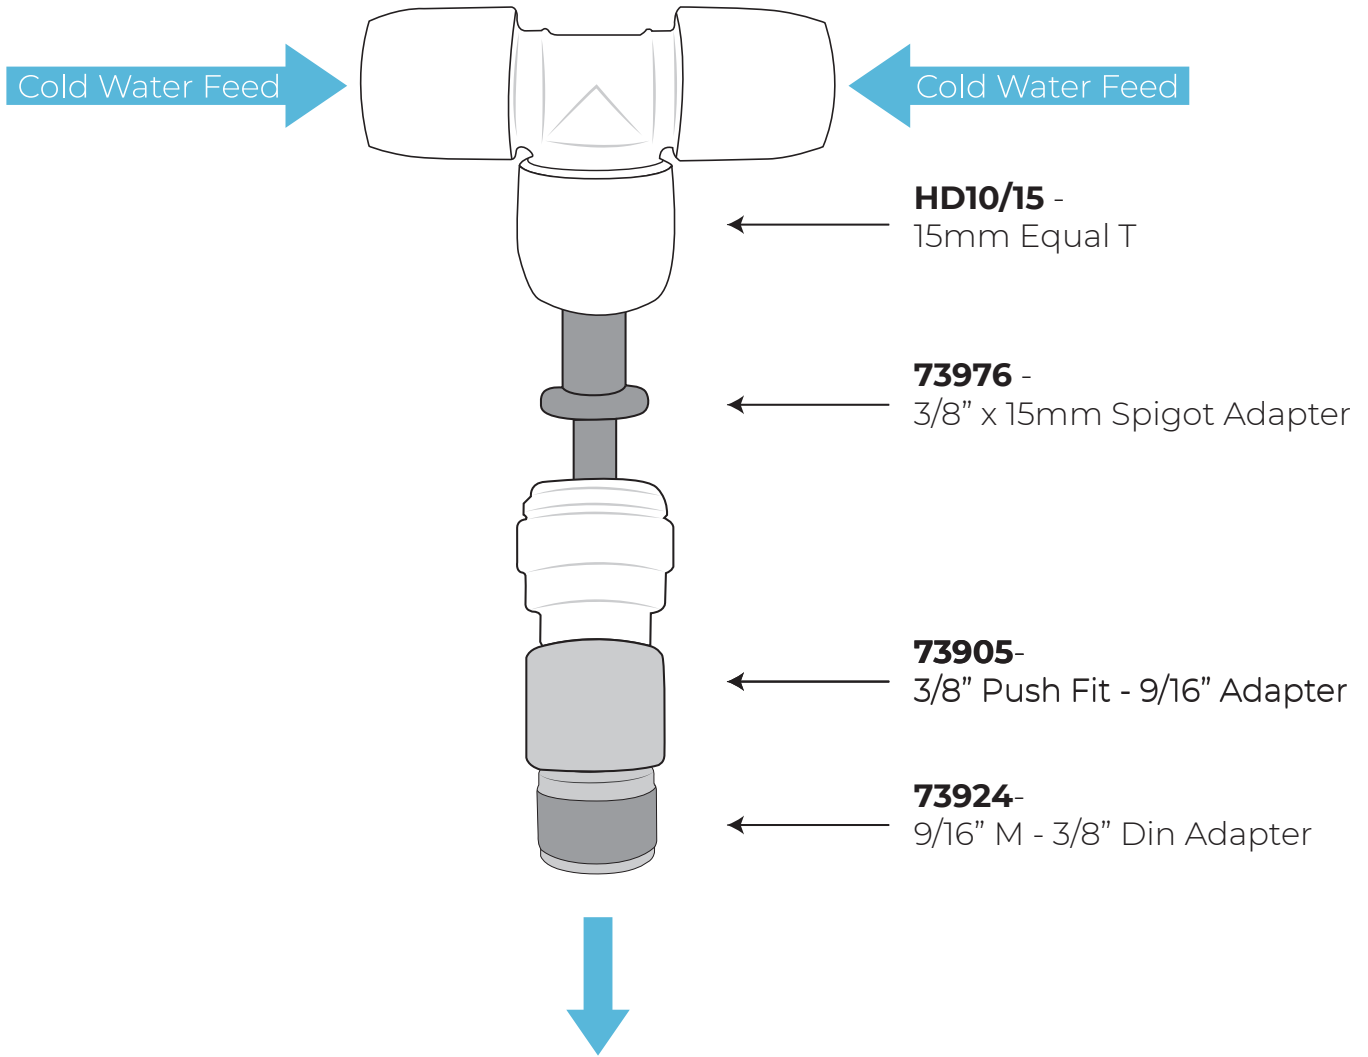 Cold Water Feed
Cold Water Feed
HD10/15 -
15mm Equal T
73976 -
3/8” x 15mm Spigot Adapter
73905-
3/8” Push Fit - 9/16” Adapter
73924-
9/16” M - 3/8” Din Adapter